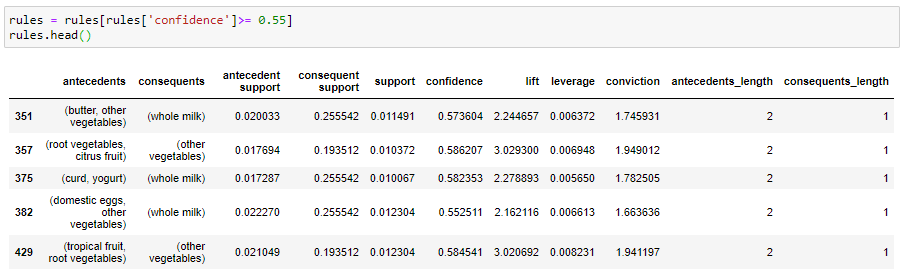 rules = rules[rules['confidence']>= 0.55]
rules.head()
antecedents consequents antecedent support consequent support support confidence lift leverage conviction antecedents_length consequents_length
351 (butter, other vegetables) (whole milk) 0.020033 0.255542 0.011491 0.573604 2.244657 0.006372 1.745931 2 1
357 (root vegetables, citrus fruit) (other vegetables) 0.017694 0.193512 0.010372 0.586207 3.029300 0.006948 1.949012 2 1
375 (curd, yogurt) (whole milk) 0.017287 0.255542 0.010067 0.582353 2.278893 0.005650 1.782505 2 1
382 (domestic eggs, other vegetables) (whole milk) 0.022270 0.255542 0.012304 0.552511 2.162116 0.006613 1.663636 2 1
429 (tropical fruit, root vegetables) (other vegetables) 0.021049 0.193512 0.012304 0.584541 3.020692 0.008231 1.941197 2 1